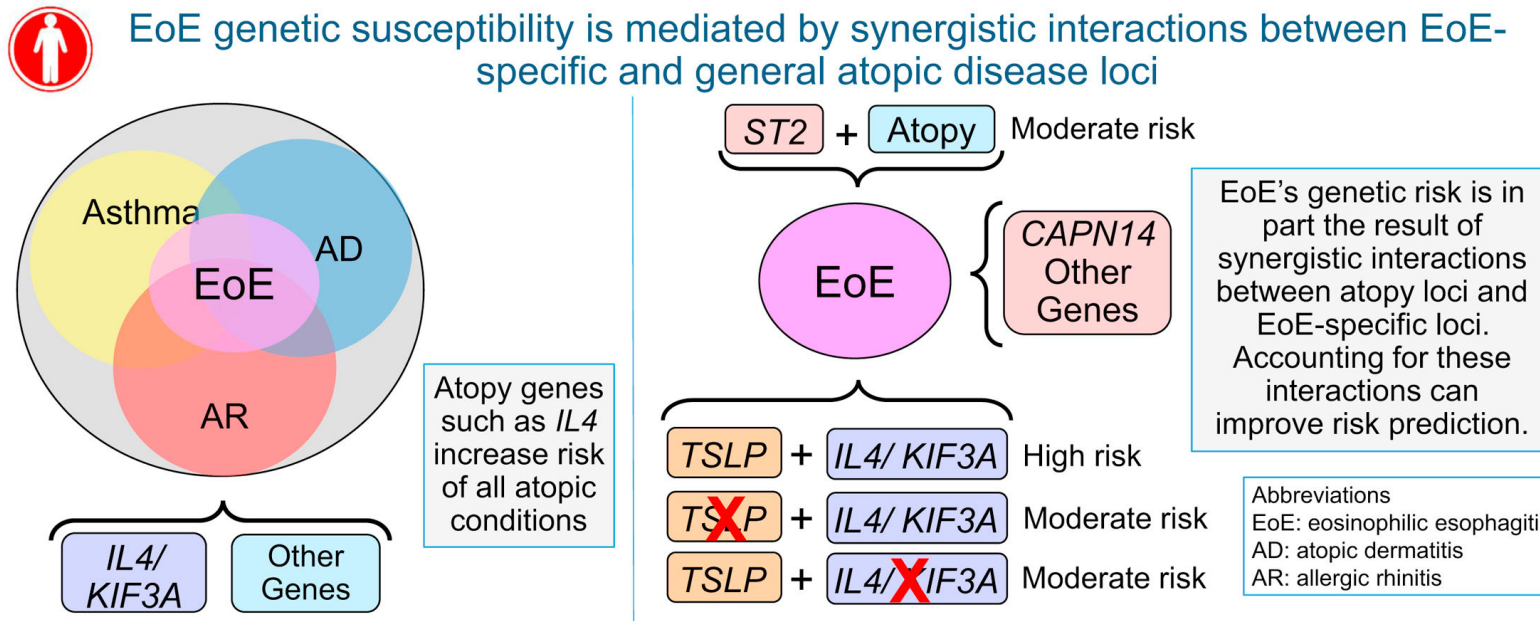 EoE genetic susceptibility is mediated by synergistic interactions between EoE-
specific and general atopic disease loci
Asthma
AD
EoE
AR
IL4/
KIF3A
Other
Genes
Atopy genes
such as IL4
increase risk
of all atopic
conditions
ST2 + Atopy Moderate risk
EoE
CAPN14
Other
Genes
TSLP + IL4/ KIF3A High risk
TSLP X + IL4/ KIF3A Moderate risk
TSLP + IL4/ KIF3A X Moderate risk
EoE’s genetic risk is in
part the result of
synergistic interactions
between atopy loci and
EoE-specific loci.
Accounting for these
interactions can
improve risk prediction.
Abbreviations
EoE: eosinophilic esophagiti
AD: atopic dermatitis
AR: allergic rhinitis